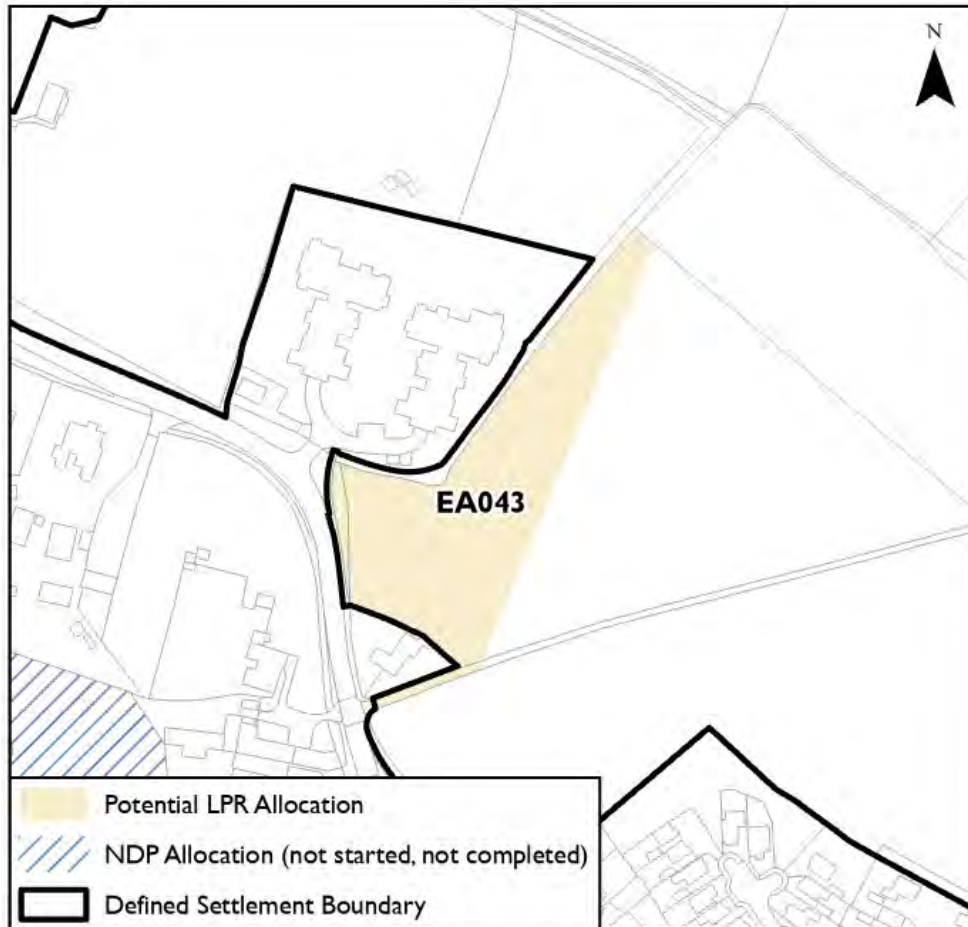 N
EA043
Potential LPR Allocation
NDP Allocation (not started, not completed)
Defined Settlement Boundary